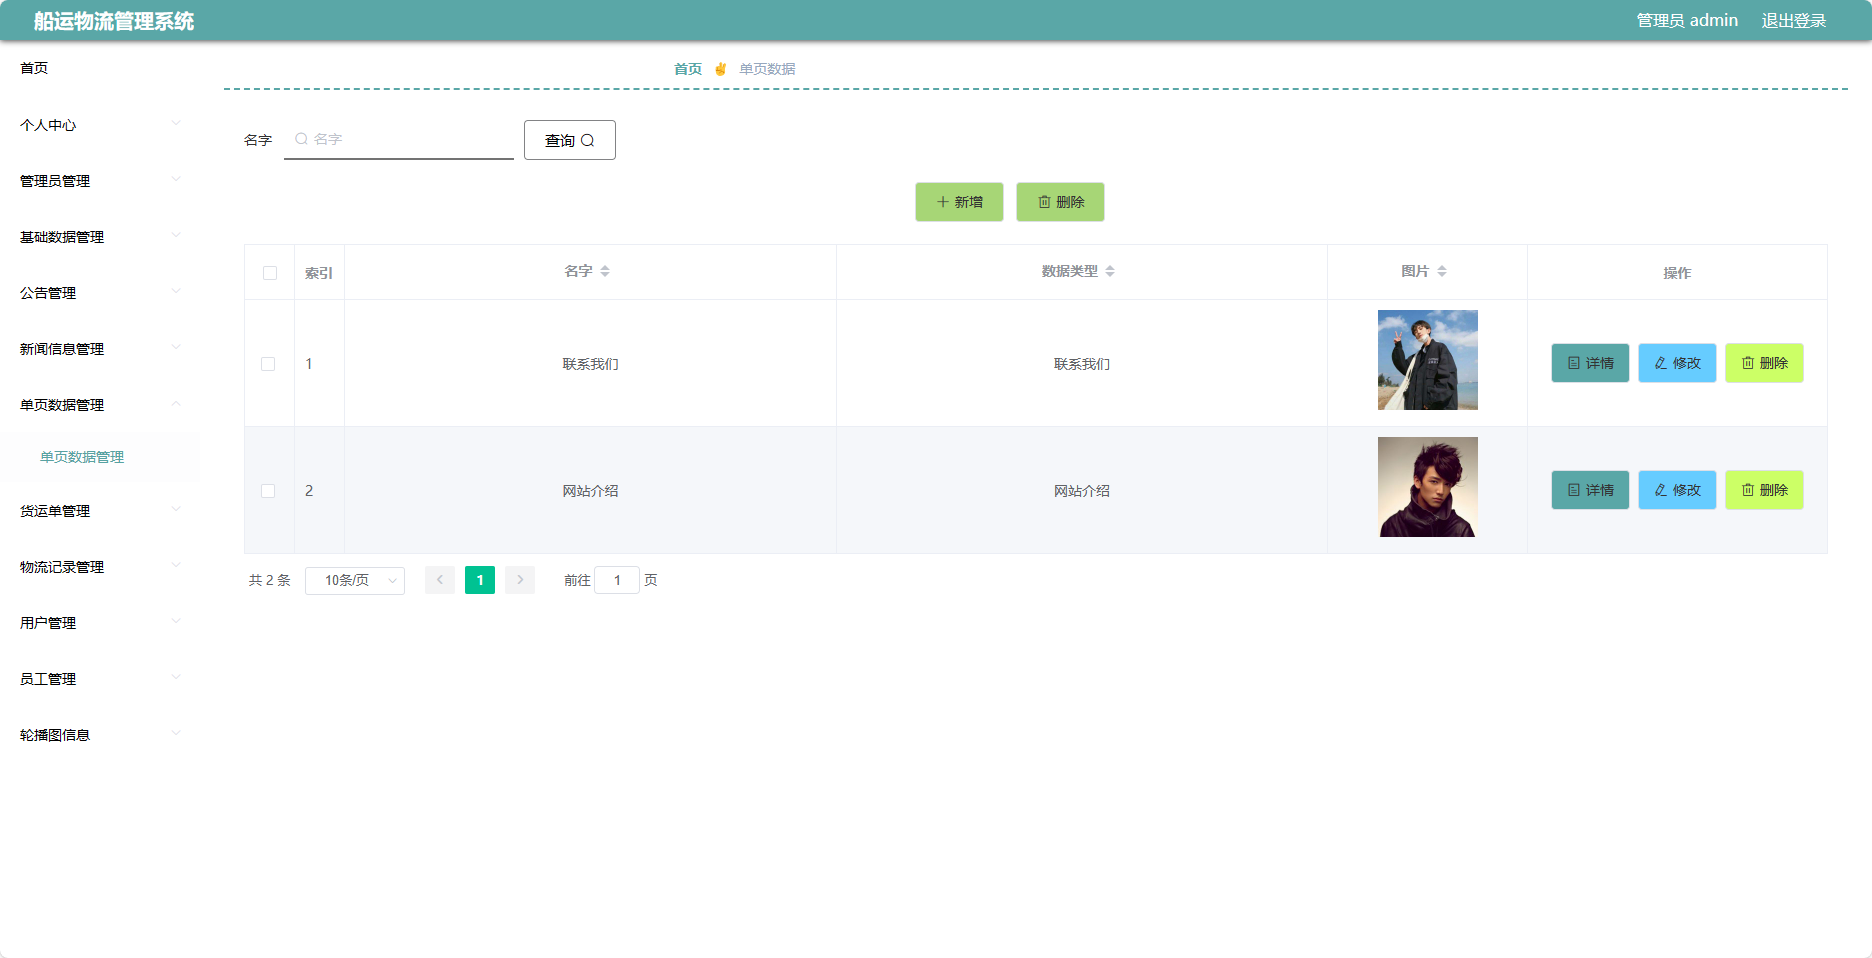 船运物流管理系统
管理员 admin 退出登录
首页
个人中心
管理员管理
基础数据管理
公告管理
新闻信息管理
单页数据管理
单页数据管理
货运单管理
物流记录管理
用户管理
员工管理
轮播图信息
首页 ✌ 单页数据
名字 名字 查询
新增 删除
索引 名字 数据类型 图片 操作
1 联系我们 联系我们 详情 修改 删除
2 网站介绍 网站介绍 详情 修改 删除
共 2 条 10条/页 1 前往 1 页